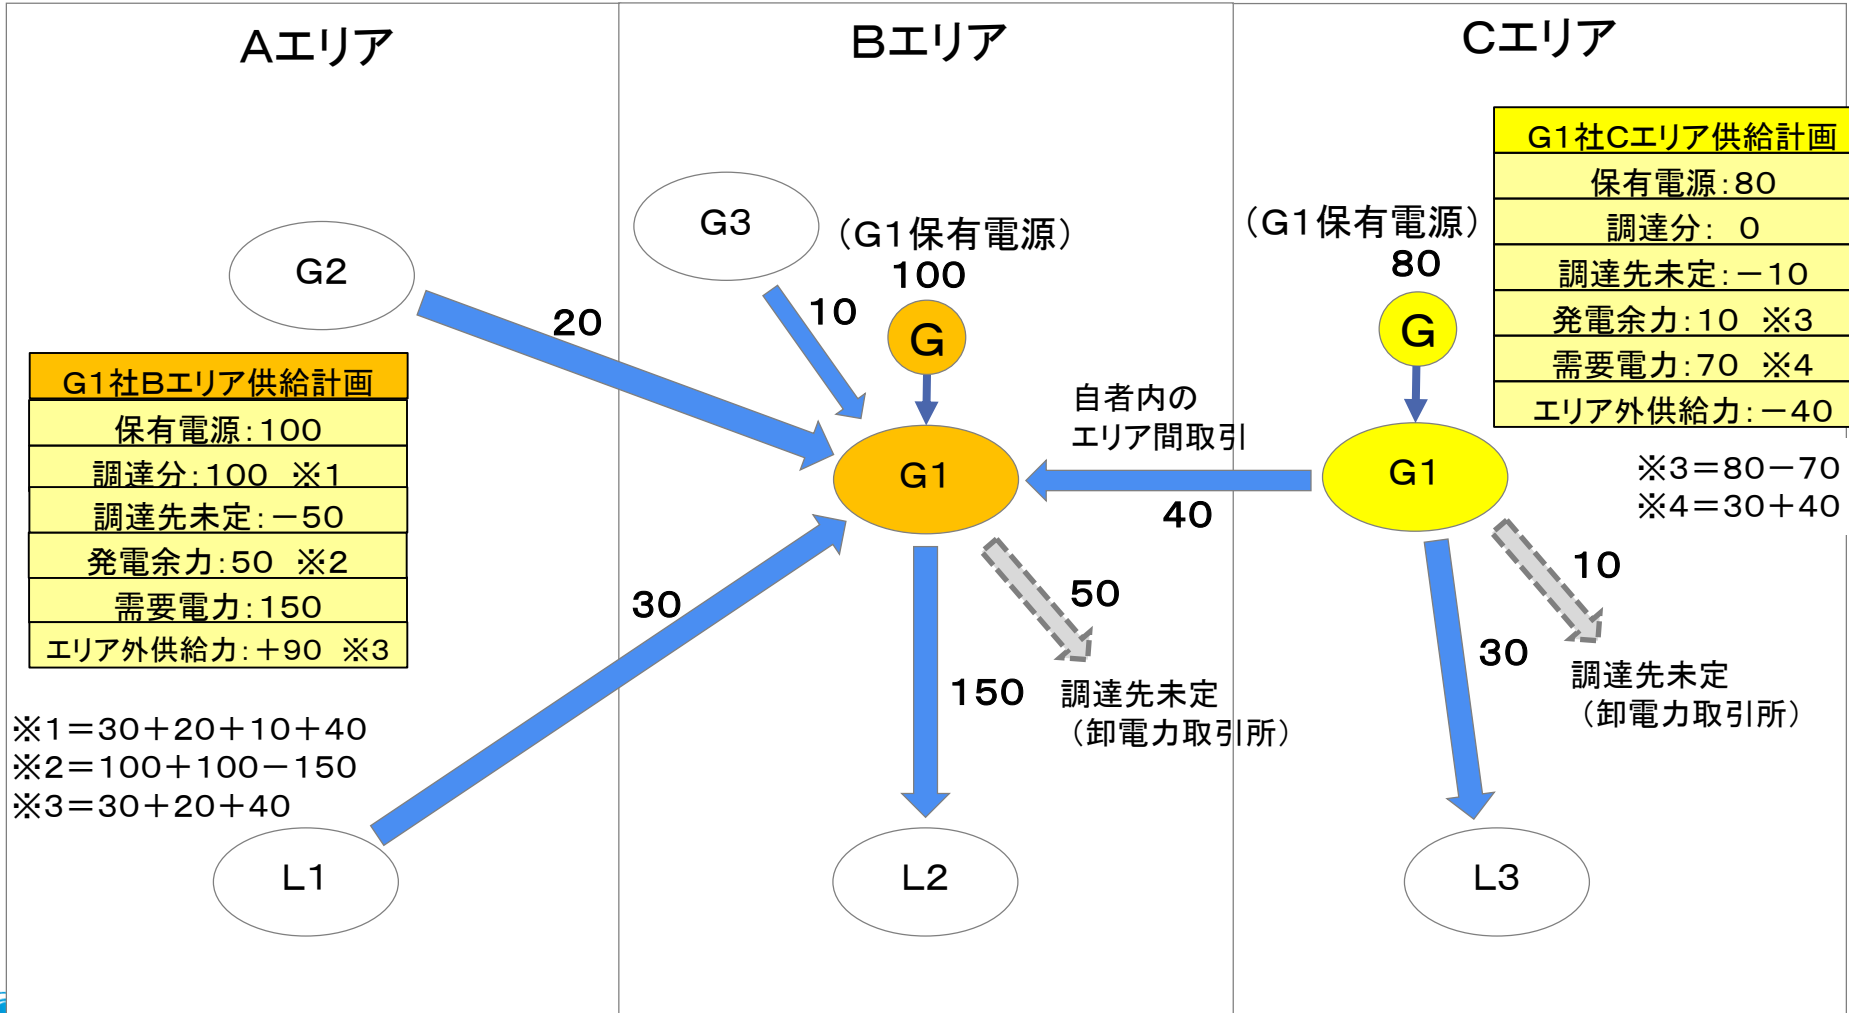 Aエリア
Bエリア
Cエリア
G2
20
G1社Bエリア供給計画
保有電源:100
調達分:100 ※1
調達先未定:-50
発電余力:50 ※2
需要電力:150
エリア外供給力:+90 ※3
※1=30+20+10+40
※2=100+100-150
※3=30+20+40
L1
30
G3
10
(G1保有電源)
100
G
G1
自者内の
エリア間取引
40
50
150
調達先未定
(卸電力取引所)
L2
(G1保有電源)
80
G
G1
G1社Cエリア供給計画
保有電源:80
調達分: 0
調達先未定:-10
発電余力:10 ※3
需要電力:70 ※4
エリア外供給力:-40
※3=80-70
※4=30+40
10
30
調達先未定
(卸電力取引所)
L3